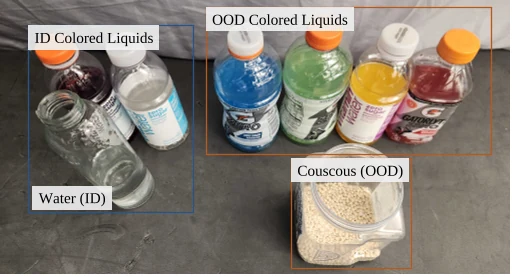 ID Colored Liquids
OOD Colored Liquids
Water (ID)
Couscous (OOD)